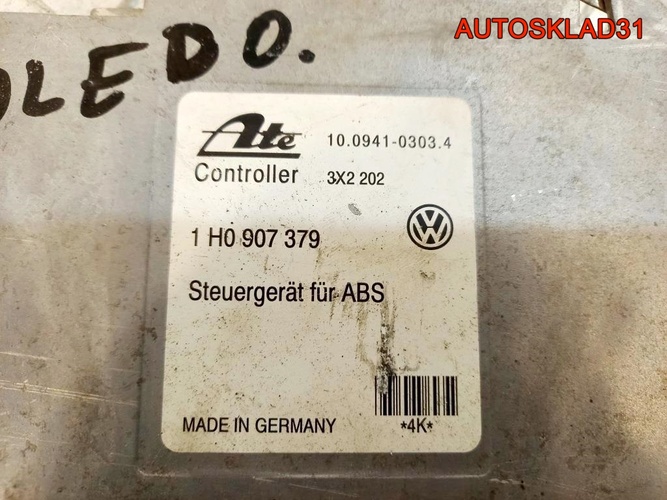 AUTOSKLAD31
OLEDO.
Ate 10.0941-0303.4
Controller 3X2 202
1 H0 907 379
Steuergerät für ABS
MADE IN GERMANY *4K*